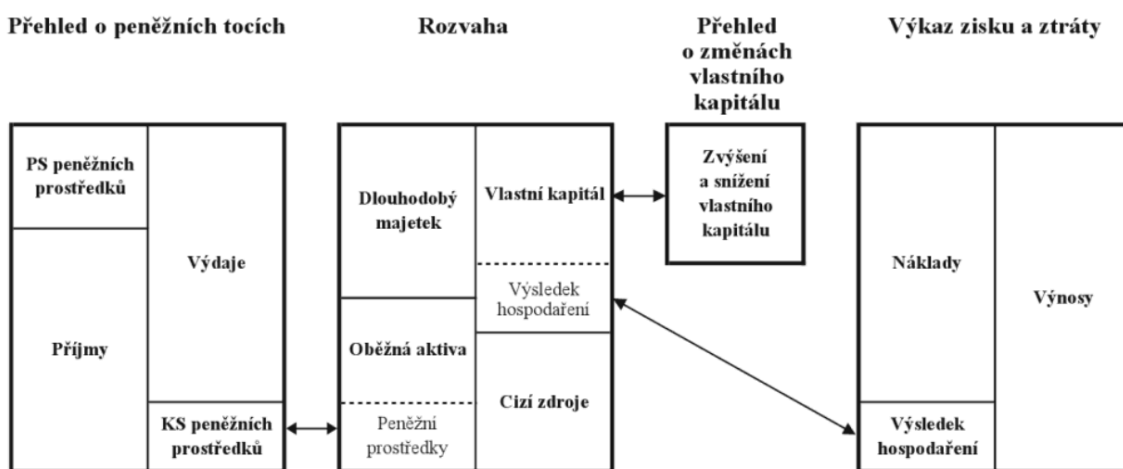 Přehled o peněžních tocích
Rozvaha
Přehled
o změnách
vlastního
kapitálu
Výkaz zisku a ztráty
PS peněžních
prostředků
Výdaje
Příjmy
KS peněžních
prostředků
Dlouhodobý
majetek
Vlastní kapitál
Výsledek
hospodaření
Oběžná aktiva
Cizí zdroje
Peněžní
prostředky
Zvýšení
a snížení
vlastního
kapitálu
Náklady
Výnosy
Výsledek
hospodaření